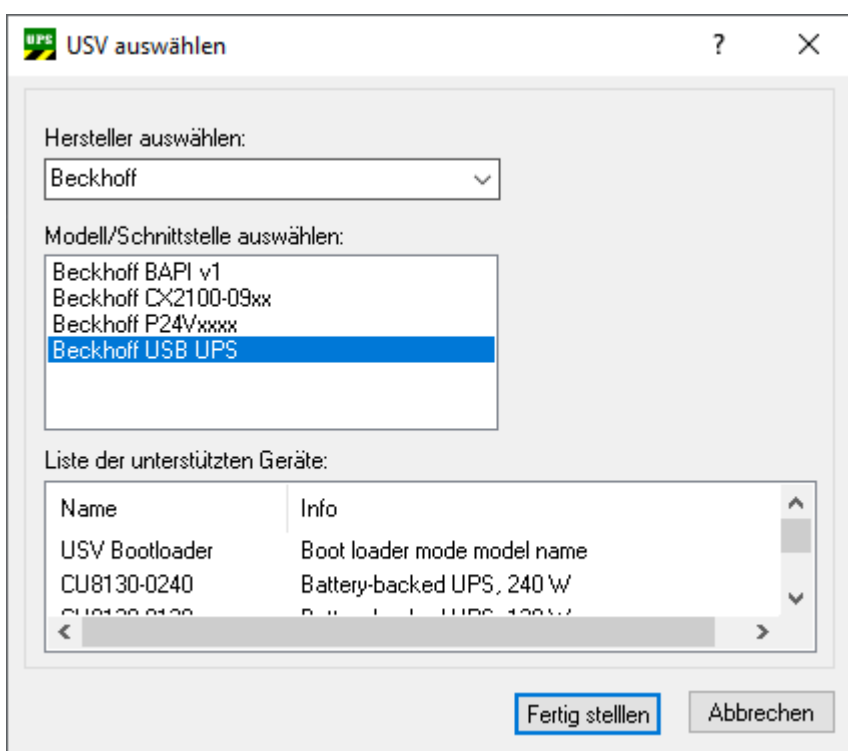 UPS USV auswählen ?
Hersteller auswählen:
Beckhoff
Modell/Schnittstelle auswählen:
Beckhoff BAPI v1
Beckhoff CX2100-09xx
Beckhoff P24Vxxxx
Beckhoff USB UPS
Liste der unterstützten Geräte:
Name Info
USV Bootloader Boot loader mode model name
CU8130-0240 Battery-backed UPS, 240 W
Fertig stelllen Abbrechen